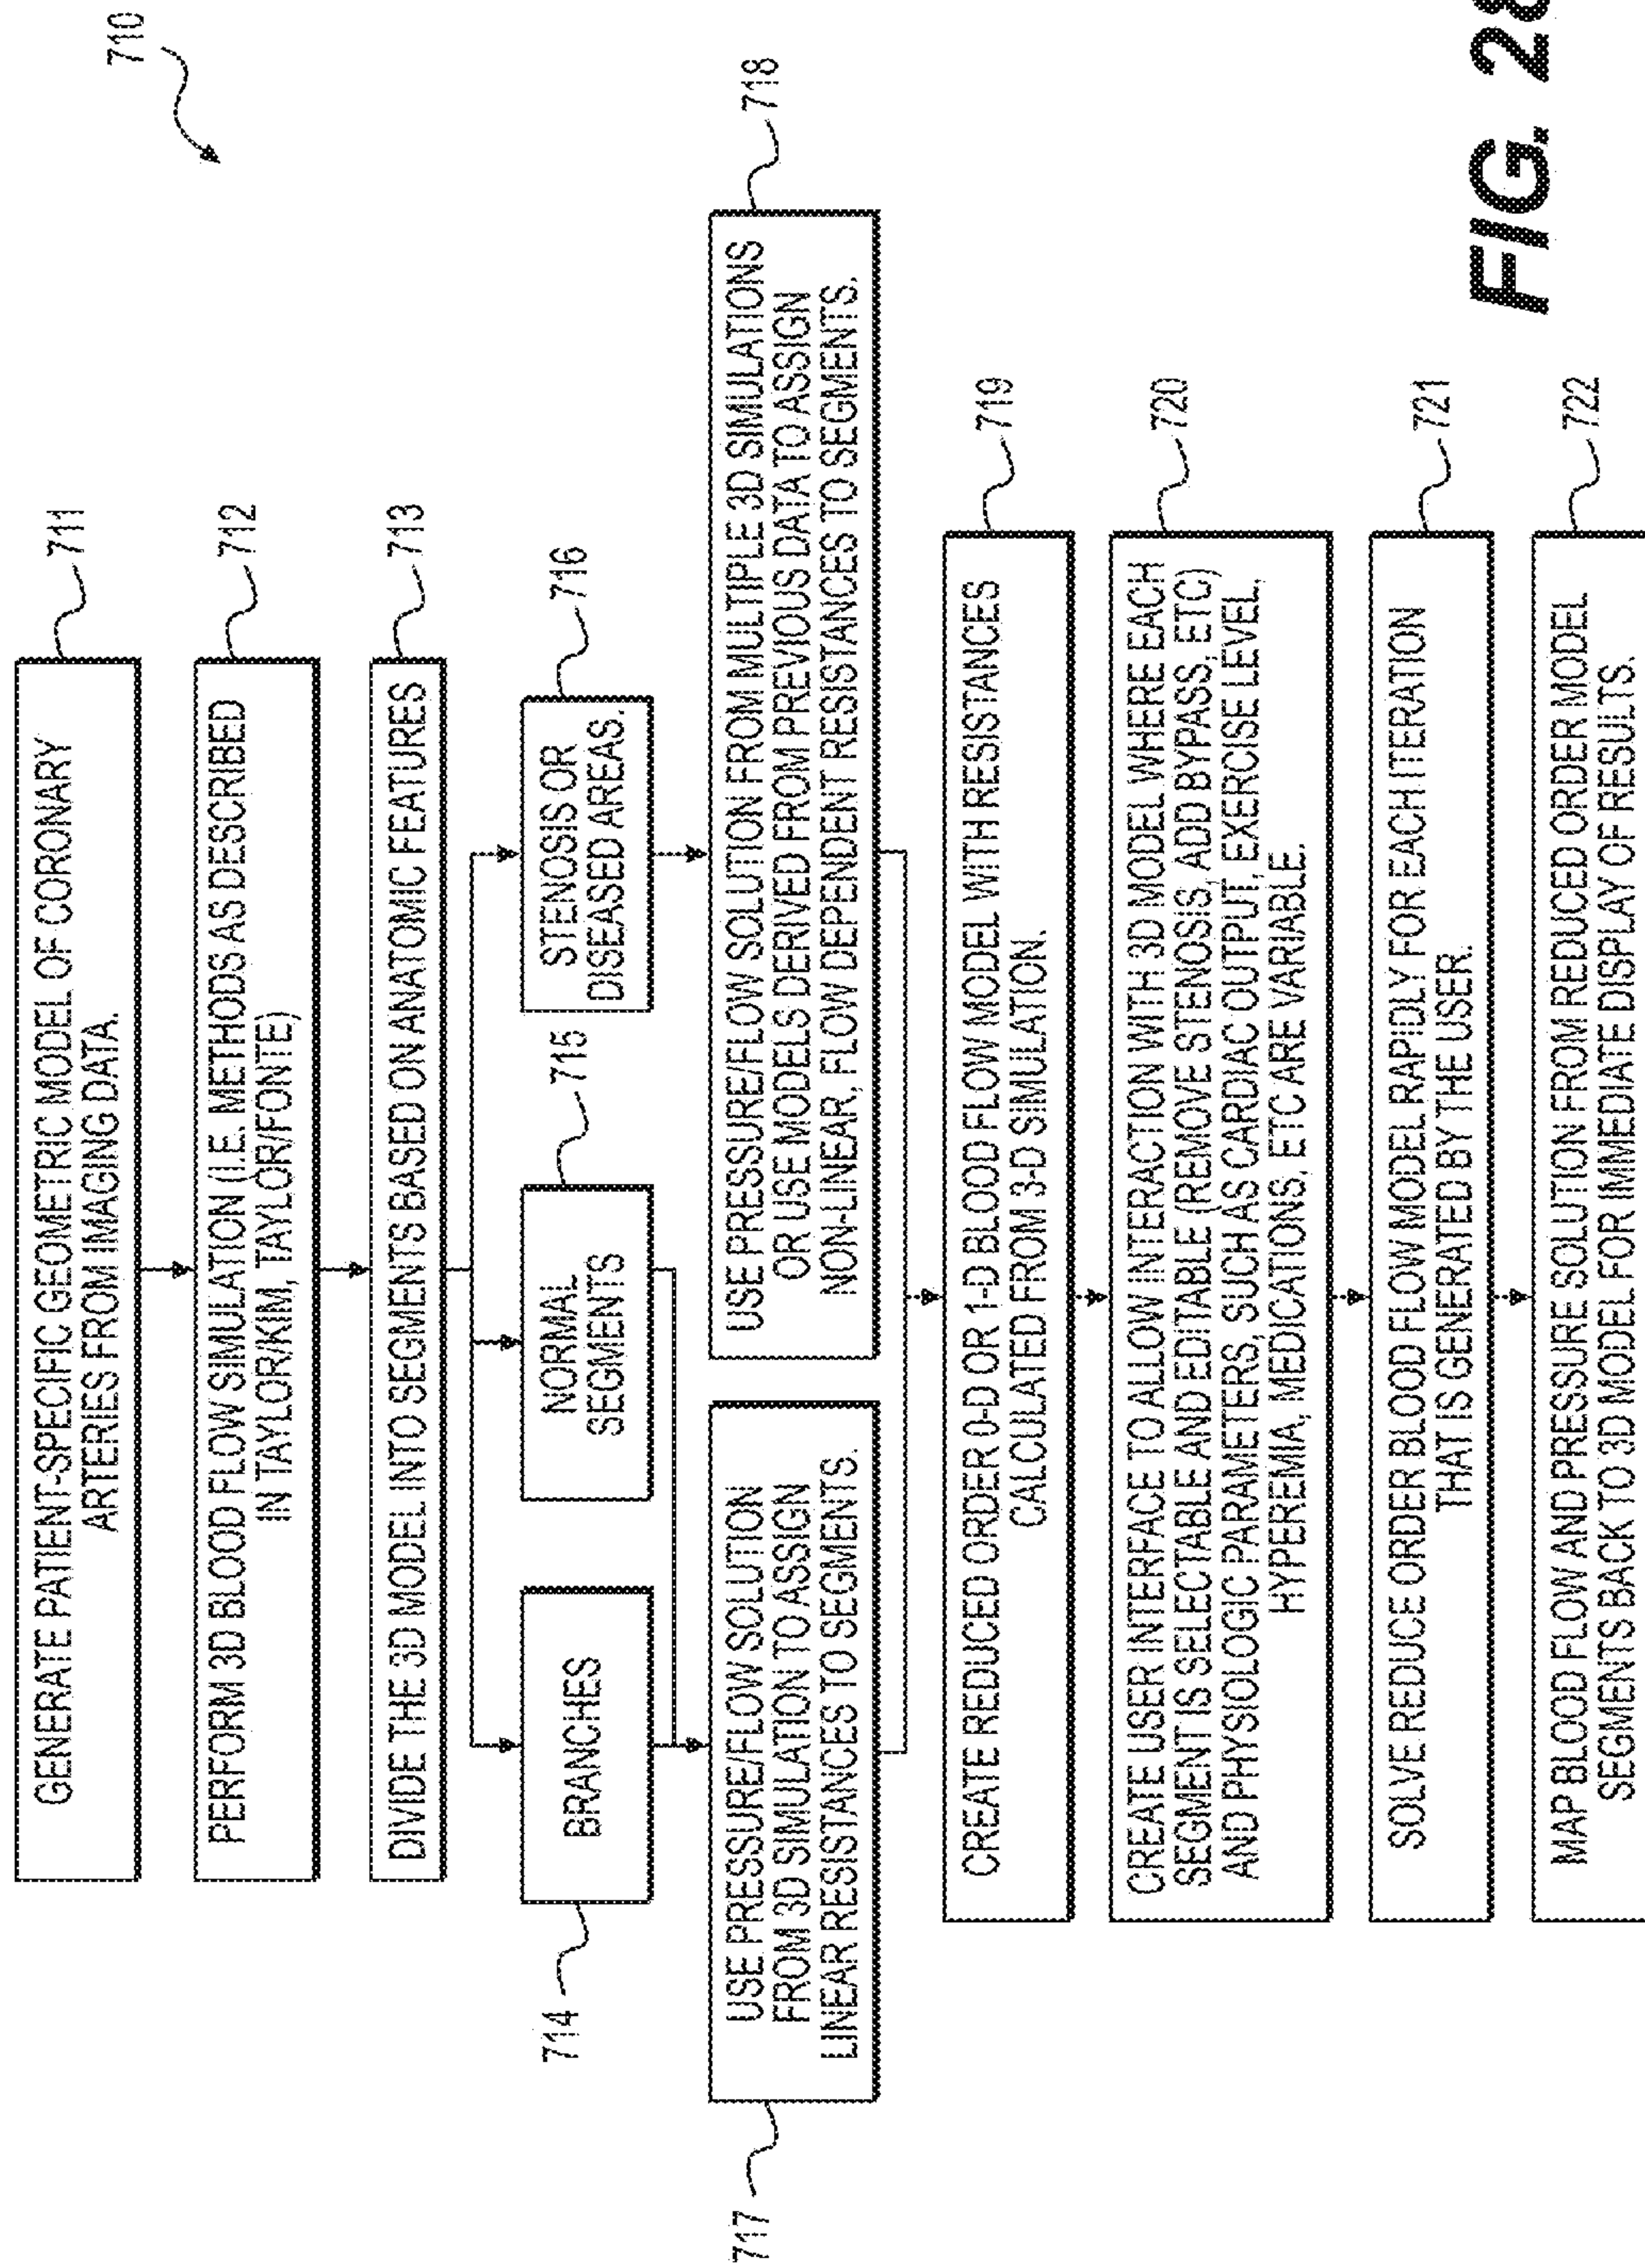 710
GENERATE PATIENT-SPECIFIC GEOMETRIC MODEL OF CORONARY
ARTERIES FROM IMAGING DATA.
711
PERFORM 3D BLOOD FLOW SIMULATION (I.E. METHODS AS DESCRIBED
IN TAYLOR/KIM, TAYLOR/FONTE)
712
DIVIDE THE 3D MODEL INTO SEGMENTS BASED ON ANATOMIC FEATURES
713
714
BRANCHES
NORMAL
SEGMENTS
715
STENOSIS OR
DISEASED AREAS.
716
717
USE PRESSURE/FLOW SOLUTION
FROM 3D SIMULATION TO ASSIGN
LINEAR RESISTANCES TO SEGMENTS.
USE PRESSURE/FLOW SOLUTION FROM MULTIPLE 3D SIMULATIONS
OR USE MODELS DERIVED FROM PREVIOUS DATA TO ASSIGN
NON-LINEAR, FLOW DEPENDENT RESISTANCES TO SEGMENTS.
718
CREATE REDUCED ORDER 0-D OR 1-D BLOOD FLOW MODEL WITH RESISTANCES
CALCULATED FROM 3-D SIMULATION.
719
CREATE USER INTERFACE TO ALLOW INTERACTION WITH 3D MODEL WHERE EACH
SEGMENT IS SELECTABLE AND EDITABLE (REMOVE STENOSIS, ADD BYPASS, ETC)
AND PHYSIOLOGIC PARAMETERS, SUCH AS CARDIAC OUTPUT, EXERCISE LEVEL,
HYPEREMIA, MEDICATIONS, ETC ARE VARIABLE.
720
SOLVE REDUCE ORDER BLOOD FLOW MODEL RAPIDLY FOR EACH ITERATION
THAT IS GENERATED BY THE USER.
721
MAP BLOOD FLOW AND PRESSURE SOLUTION FROM REDUCED ORDER MODEL
SEGMENTS BACK TO 3D MODEL FOR IMMEDIATE DISPLAY OF RESULTS.
722
FIG. 28